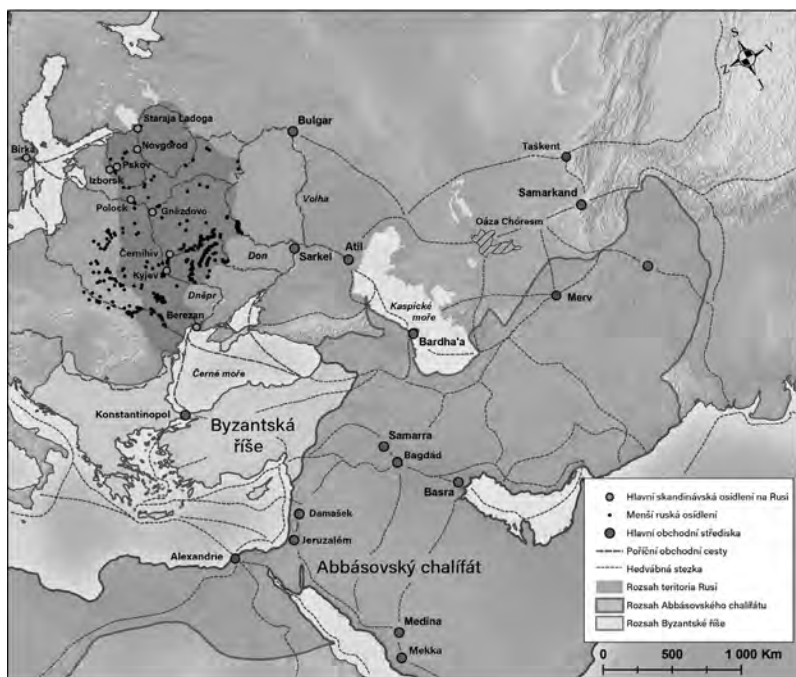 S
V
Z
J
Staraja Ladoga
Bulgar
Novgorod
Birka
Pskov
Izborsk
Taškent
Polock
Gnězdovo
Volha
Samarkand
Oáza Chóresm
Černihiv
Don
Sarkel
Atil
Kyjev
Dněpr
Kaspické
moře
Merv
Berezan
Bardha'a
Černé moře
Konstantinopol
Byzantská
říše
Samarra
Bagdád
Basra
Damašek
Jeruzalém
Alexandrie
Abbásovský chalífát
Medina
Mekka
Hlavní skandinávská osídlení na Rusi
Menší ruská osídlení
Hlavní obchodní střediska
Poříční obchodní cesty
Hedvábná stezka
Rozsah teritoria Rusi
Rozsah Abbásovského chalífátu
Rozsah Byzantské říše
0 500 1 000 Km